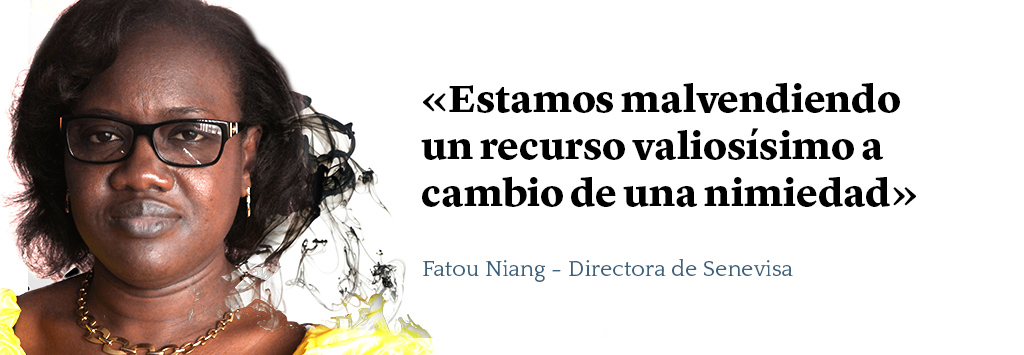 «Estamos malvendiendo
un recurso valiosísimo a
cambio de una nimiedad»
Fatou Niang - Directora de Senevisa